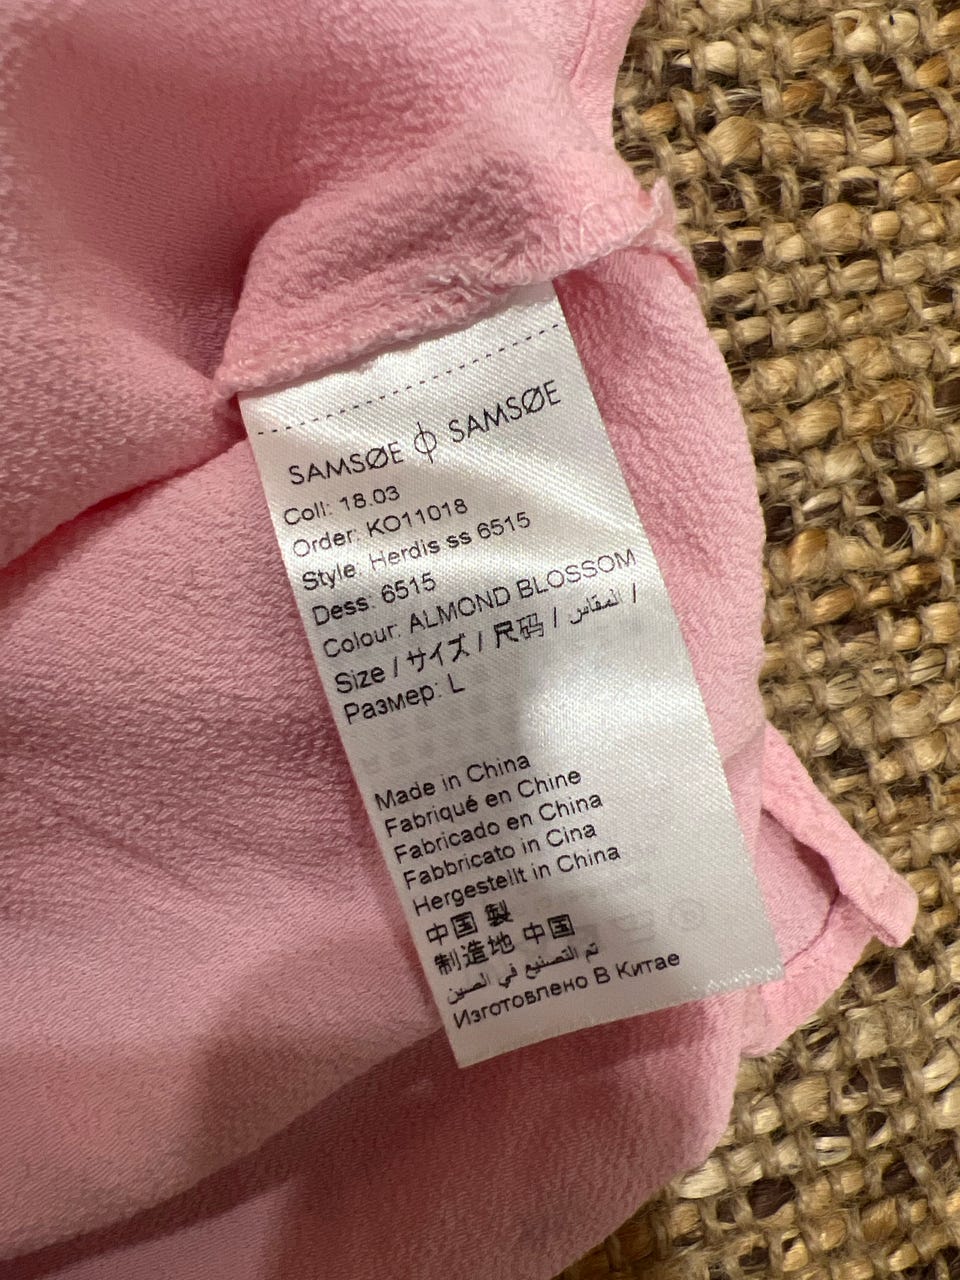 SAMSØE ɸ SAMSØE
Coll: 18.03
Order: KO11018
Style: Herdis ss 6515
Dess: 6515
Colour: ALMOND BLOSSOM
Size / サイズ / 尺码 / المقاس /
Размер: L
Made in China
Fabriqué en Chine
Fabricado en China
Fabbricato in Cina
Hergestellt in China
中国 製
制造地 中国
تم التصنيع في الصين
Изготовлено В Китае